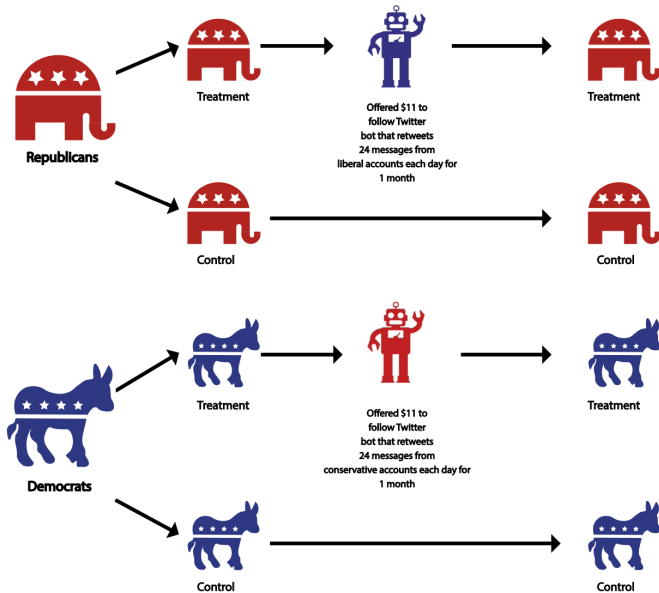 Treatment
Treatment
Offered $11 to
follow Twitter
bot that retweets
24 messages from
liberal accounts each day for
1 month
Republicans
Control
Control
Treatment
Treatment
Offered $11 to
follow Twitter
bot that retweets
24 messages from
conservative accounts each day for
1 month
Democrats
Control
Control